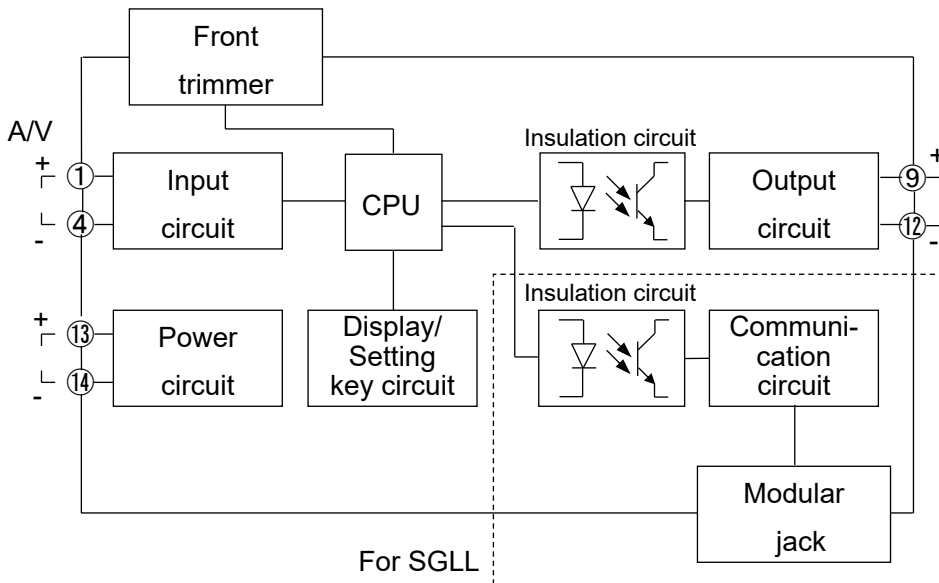 Front
trimmer
A/V
+
①
④
-
Input
circuit
CPU
Insulation circuit
Output
circuit
+
⑨
⑫
-
+
⑬
⑭
-
Power
circuit
Display/
Setting
key circuit
Insulation circuit
Communi-
cation
circuit
Modular
jack
For SGLL